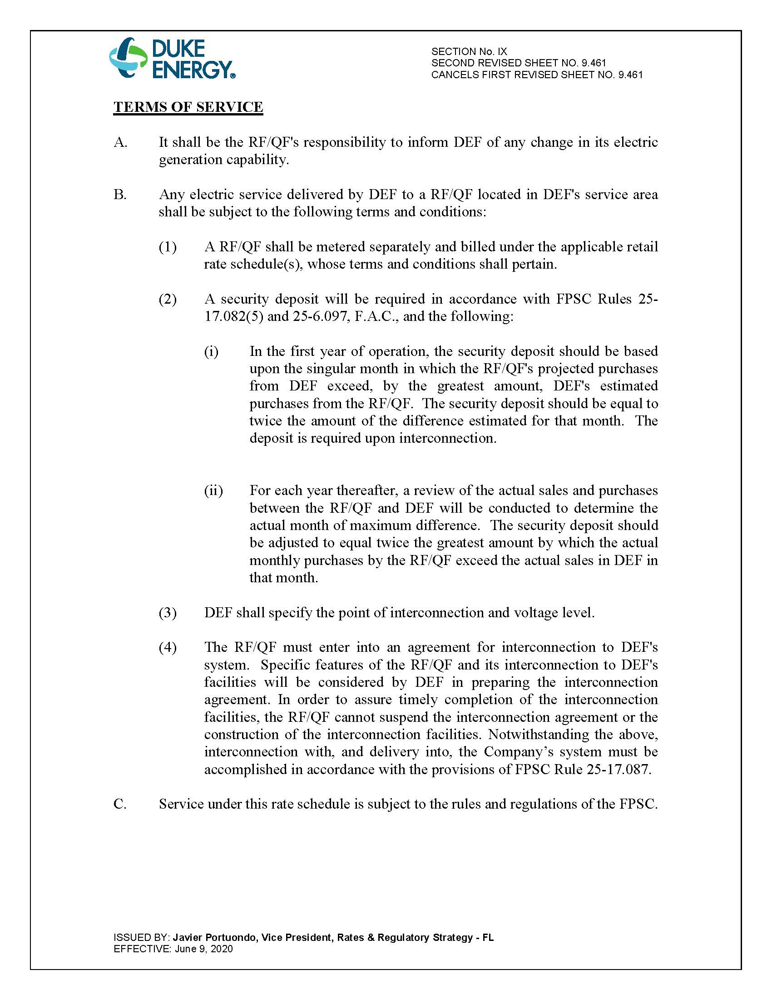 DUKE
ENERGY®
SECTION No. IX
SECOND REVISED SHEET NO. 9.461
CANCELS FIRST REVISED SHEET NO. 9.461
TERMS OF SERVICE
A. It shall be the RF/QF's responsibility to inform DEF of any change in its electric
generation capability.
B. Any electric service delivered by DEF to a RF/QF located in DEF's service area
shall be subject to the following terms and conditions:
(1) A RF/QF shall be metered separately and billed under the applicable retail
rate schedule(s), whose terms and conditions shall pertain.
(2) A security deposit will be required in accordance with FPSC Rules 25-
17.082(5) and 25-6.097, F.A.C., and the following:
(i) In the first year of operation, the security deposit should be based
upon the singular month in which the RF/QF's projected purchases
from DEF exceed, by the greatest amount, DEF's estimated
purchases from the RF/QF. The security deposit should be equal to
twice the amount of the difference estimated for that month. The
deposit is required upon interconnection.
(ii) For each year thereafter, a review of the actual sales and purchases
between the RF/QF and DEF will be conducted to determine the
actual month of maximum difference. The security deposit should
be adjusted to equal twice the greatest amount by which the actual
monthly purchases by the RF/QF exceed the actual sales in DEF in
that month.
(3) DEF shall specify the point of interconnection and voltage level.
(4) The RF/QF must enter into an agreement for interconnection to DEF's
system. Specific features of the RF/QF and its interconnection to DEF's
facilities will be considered by DEF in preparing the interconnection
agreement. In order to assure timely completion of the interconnection
facilities, the RF/QF cannot suspend the interconnection agreement or the
construction of the interconnection facilities. Notwithstanding the above,
interconnection with, and delivery into, the Company’s system must be
accomplished in accordance with the provisions of FPSC Rule 25-17.087.
C. Service under this rate schedule is subject to the rules and regulations of the FPSC.
ISSUED BY: Javier Portuondo, Vice President, Rates & Regulatory Strategy - FL
EFFECTIVE: June 9, 2020